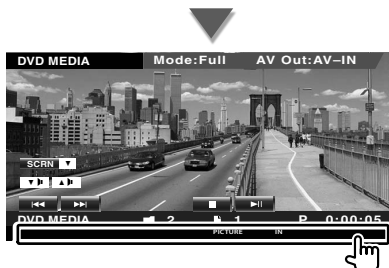 DVD MEDIA Mode:Full AV Out:AV–IN
SCRN
DVD MEDIA 2 1 P 0:00:05
PICTURE IN